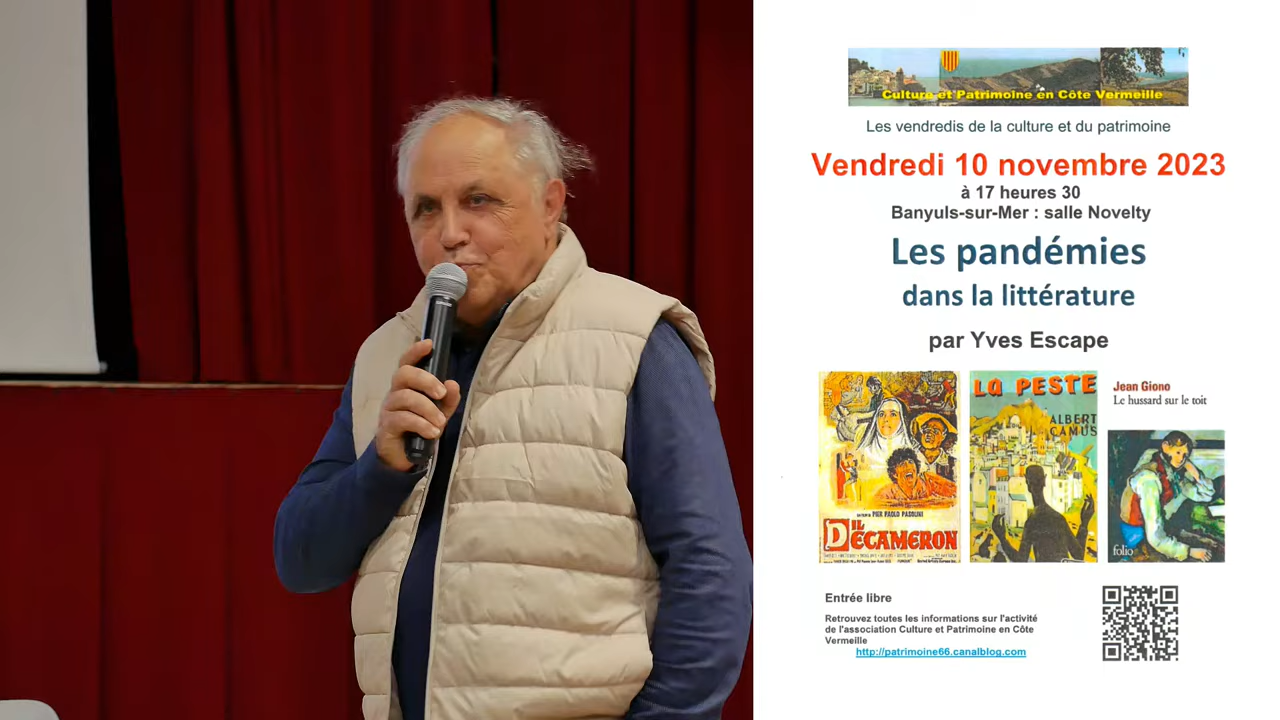 Culture et Patrimoine en Côte Vermeille
Les vendredis de la culture et du patrimoine
Vendredi 10 novembre 2023
à 17 heures 30
Banyuls-sur-Mer : salle Novelty
Les pandémies
dans la littérature
par Yves Escape
PIER PAOLO PASOLINI
IL
DECAMERON
LA PESTE
ALBERT
CAMUS
Jean Giono
Le hussard sur le toit
folio
Entrée libre
Retrouvez toutes les informations sur l'activité
de l'association Culture et Patrimoine en Côte
Vermeille
http://patrimoine66.canalblog.com